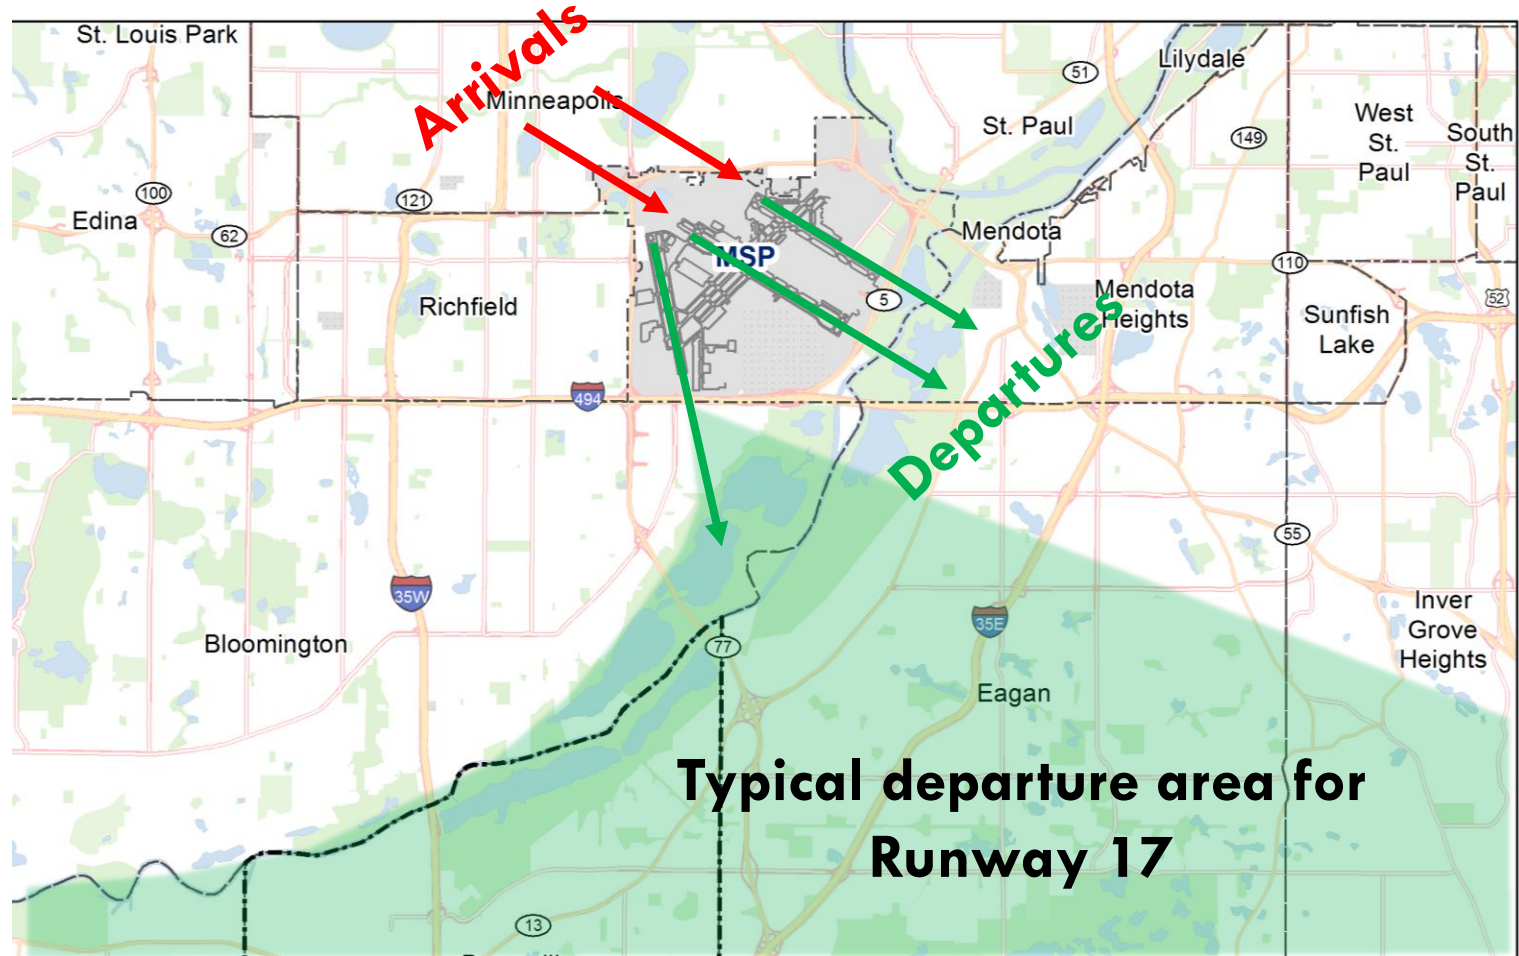 St. Louis Park
Arrivals
Minneapolis
51
Lilydale
St. Paul
149
West
St.
Paul
South
St.
Paul
100
121
Edina
62
Mendota
MSP
110
Richfield
5
Mendota
Heights
52
Sunfish
Lake
494
Departures
55
35W
Bloomington
77
35E
Inver
Grove
Heights
Eagan
Typical departure area for
Runway 17
13